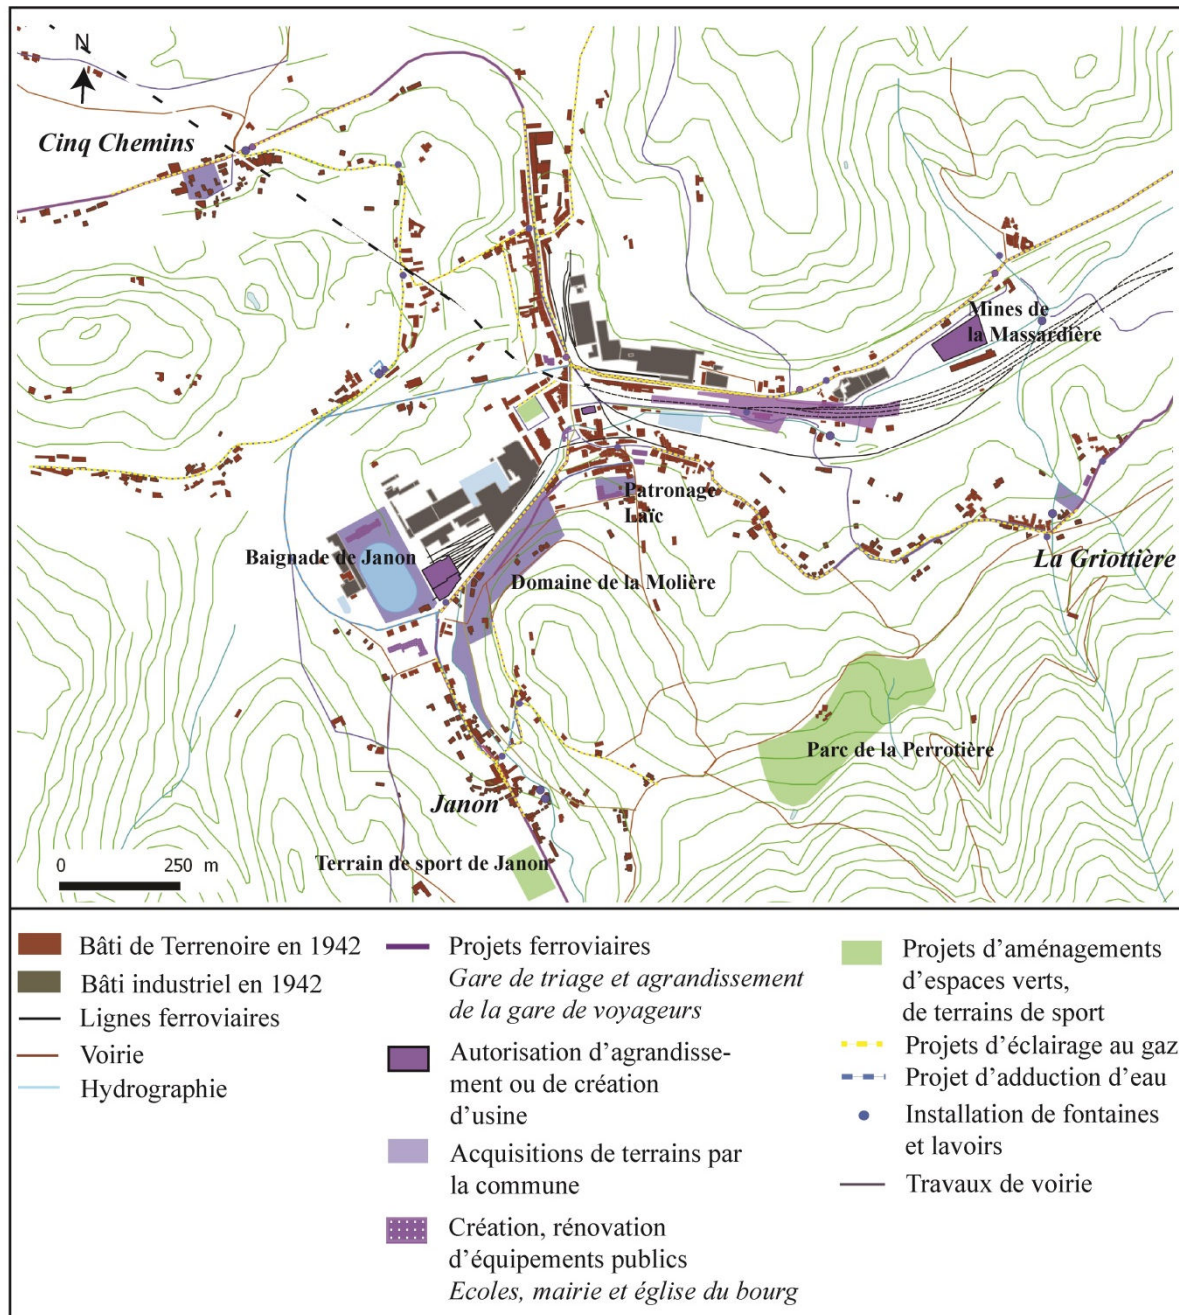 N
Cinq Chemins
Mines de
la Massardière
Patronage
Laïc
La Griottière
Baignade de Janon
Domaine de la Molière
Parc de la Perrotière
Janon
Terrain de sport de Janon
0 250 m
Bâti de Terrenoire en 1942
Bâti industriel en 1942
Lignes ferroviaires
Voirie
Hydrographie
Projets ferroviaires
Gare de triage et agrandissement
de la gare de voyageurs
Autorisation d'agrandisse-
ment ou de création
d'usine
Acquisitions de terrains par
la commune
Création, rénovation
d'équipements publics
Ecoles, mairie et église du bourg
Projets d'aménagements
d'espaces verts,
de terrains de sport
Projets d'éclairage au gaz
Projet d'adduction d'eau
Installation de fontaines
et lavoirs
Travaux de voirie